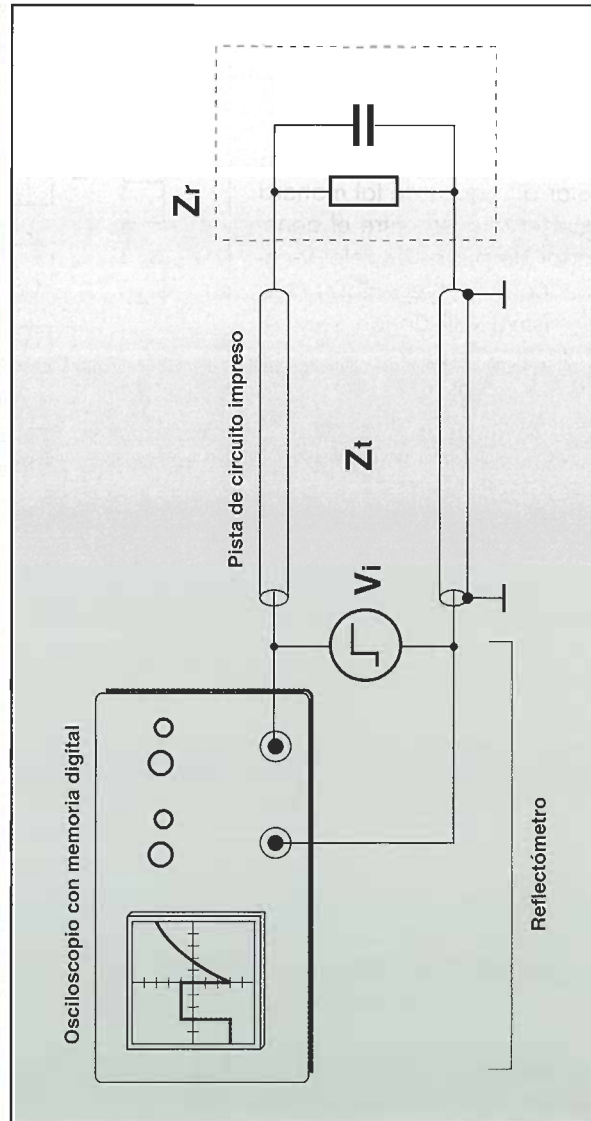 Osciloscopio con memoria digital
Reflectómetro
Vi
Pista de circuito impreso
Zt
Zr